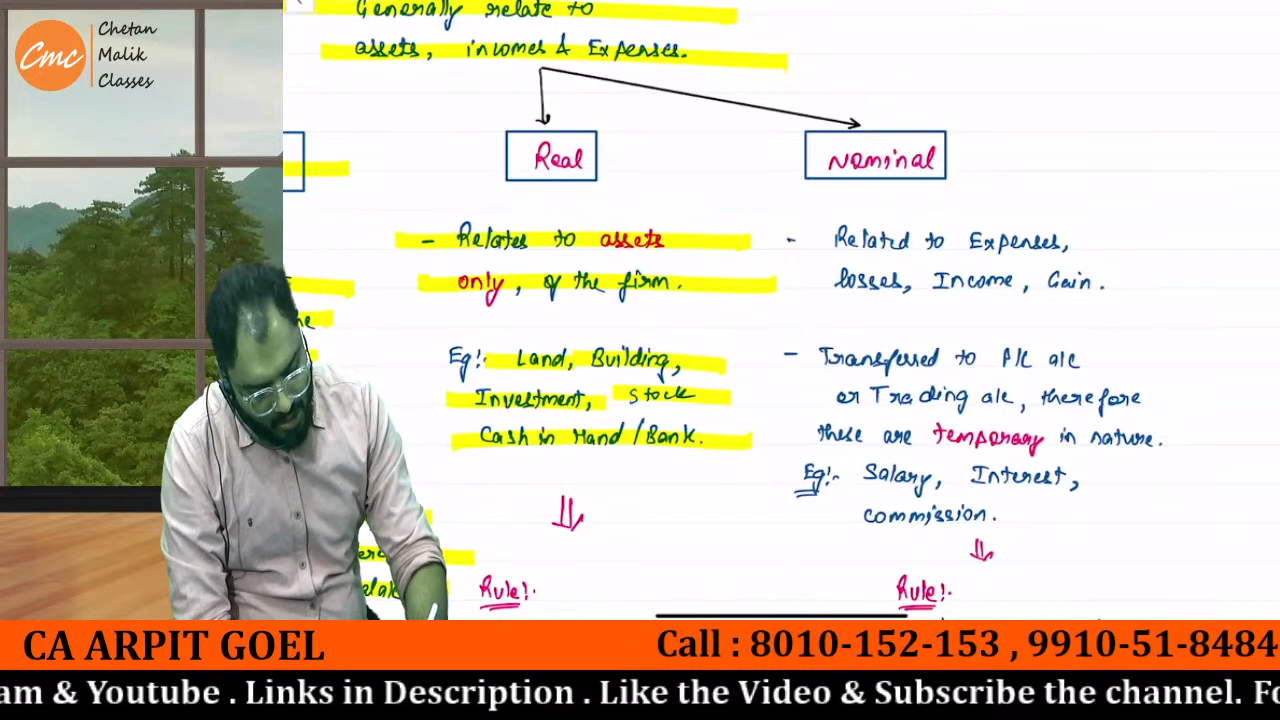 Chetan
Malik
Classes
cmc
Generally relate to
assets, incomes & Expenses.
Real
Nominal
- Relates to assets
only, of the firm.
Eg!:- Land, Building,
Investment, Stock
Cash in Hand/Bank.
Rule!:-
- Related to Expenses,
losses, Income, Gain.
- Transferred to P/L a/c
or Trading a/c, therefore
these are temporary in nature.
Eg!:- Salary, Interest,
commission.
Rule!:-
CA ARPIT GOEL
Call : 8010-152-153 , 9910-51-8484
am & Youtube . Links in Description . Like the Video & Subscribe the channel. Fo